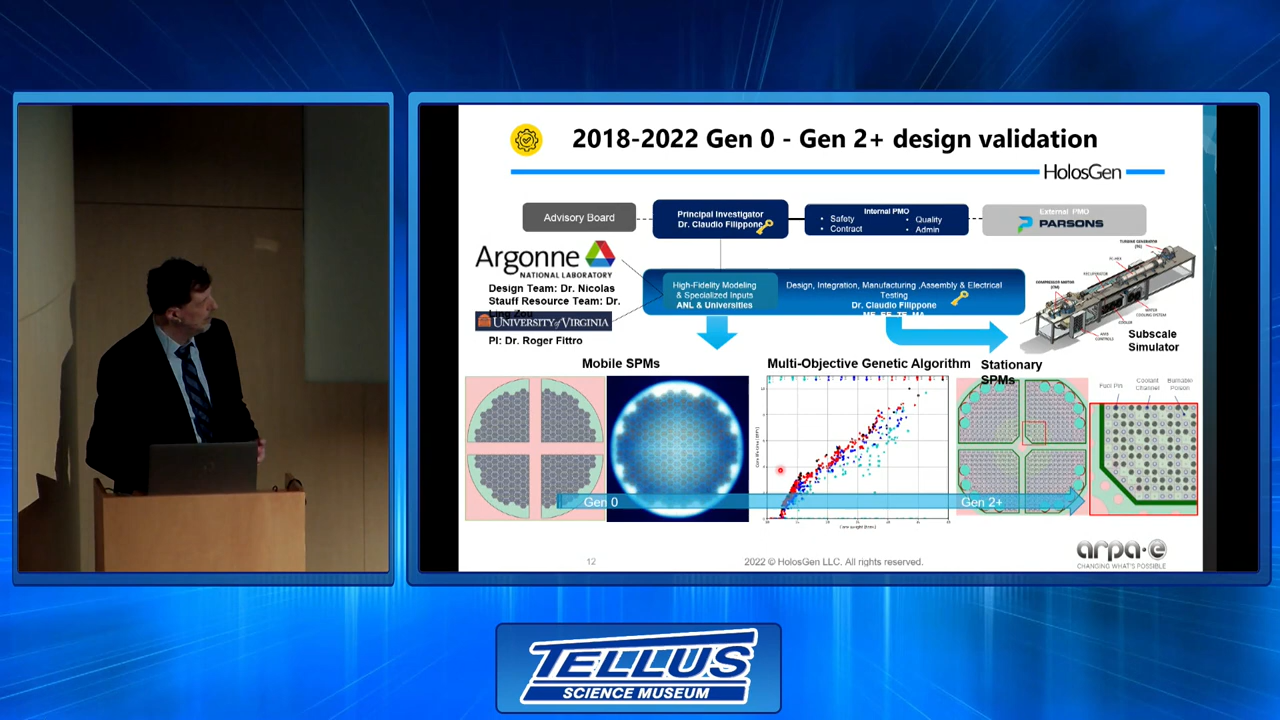 2018-2022 Gen 0 - Gen 2+ design validation
HolosGen
Advisory Board
Principal Investigator
Dr. Claudio Filippone
Internal PMO
• Safety
• Contract
• Quality
• Admin
External PMO
PARSONS
Argonne
NATIONAL LABORATORY
Design Team: Dr. Nicolas
Stauff Resource Team: Dr.
Ling Zou
UNIVERSITY OF VIRGINIA
PI: Dr. Roger Fittro
High-Fidelity Modeling
& Specialized Inputs
ANL & Universities
Design, Integration, Manufacturing ,Assembly & Electrical
Testing
Dr. Claudio Filippone
Subscale
Simulator
Mobile SPMs
Multi-Objective Genetic Algorithm
Stationary
SPMs
Fuel Pin
Coolant
Channel
Burnable
Poison
Gen 0
Gen 2+
12
2022 © HolosGen LLC. All rights reserved.
arpa·e
CHANGING WHAT'S POSSIBLE
TELLUS
SCIENCE MUSEUM